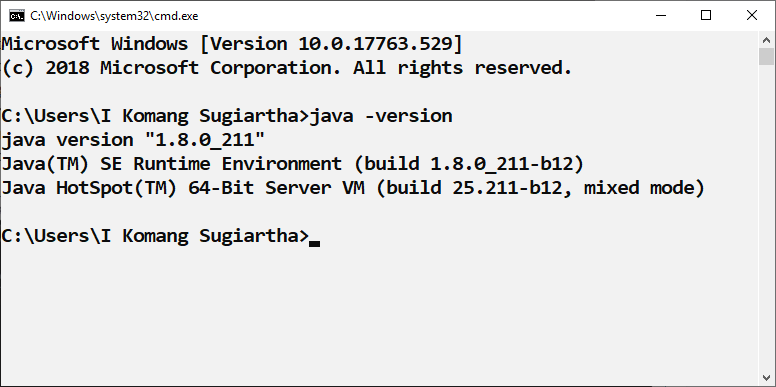 C:\Windows\system32\cmd.exe
Microsoft Windows [Version 10.0.17763.529]
(c) 2018 Microsoft Corporation. All rights reserved.
C:\Users\I Komang Sugiartha>java -version
java version "1.8.0_211"
Java(TM) SE Runtime Environment (build 1.8.0_211-b12)
Java HotSpot(TM) 64-Bit Server VM (build 25.211-b12, mixed mode)
C:\Users\I Komang Sugiartha>